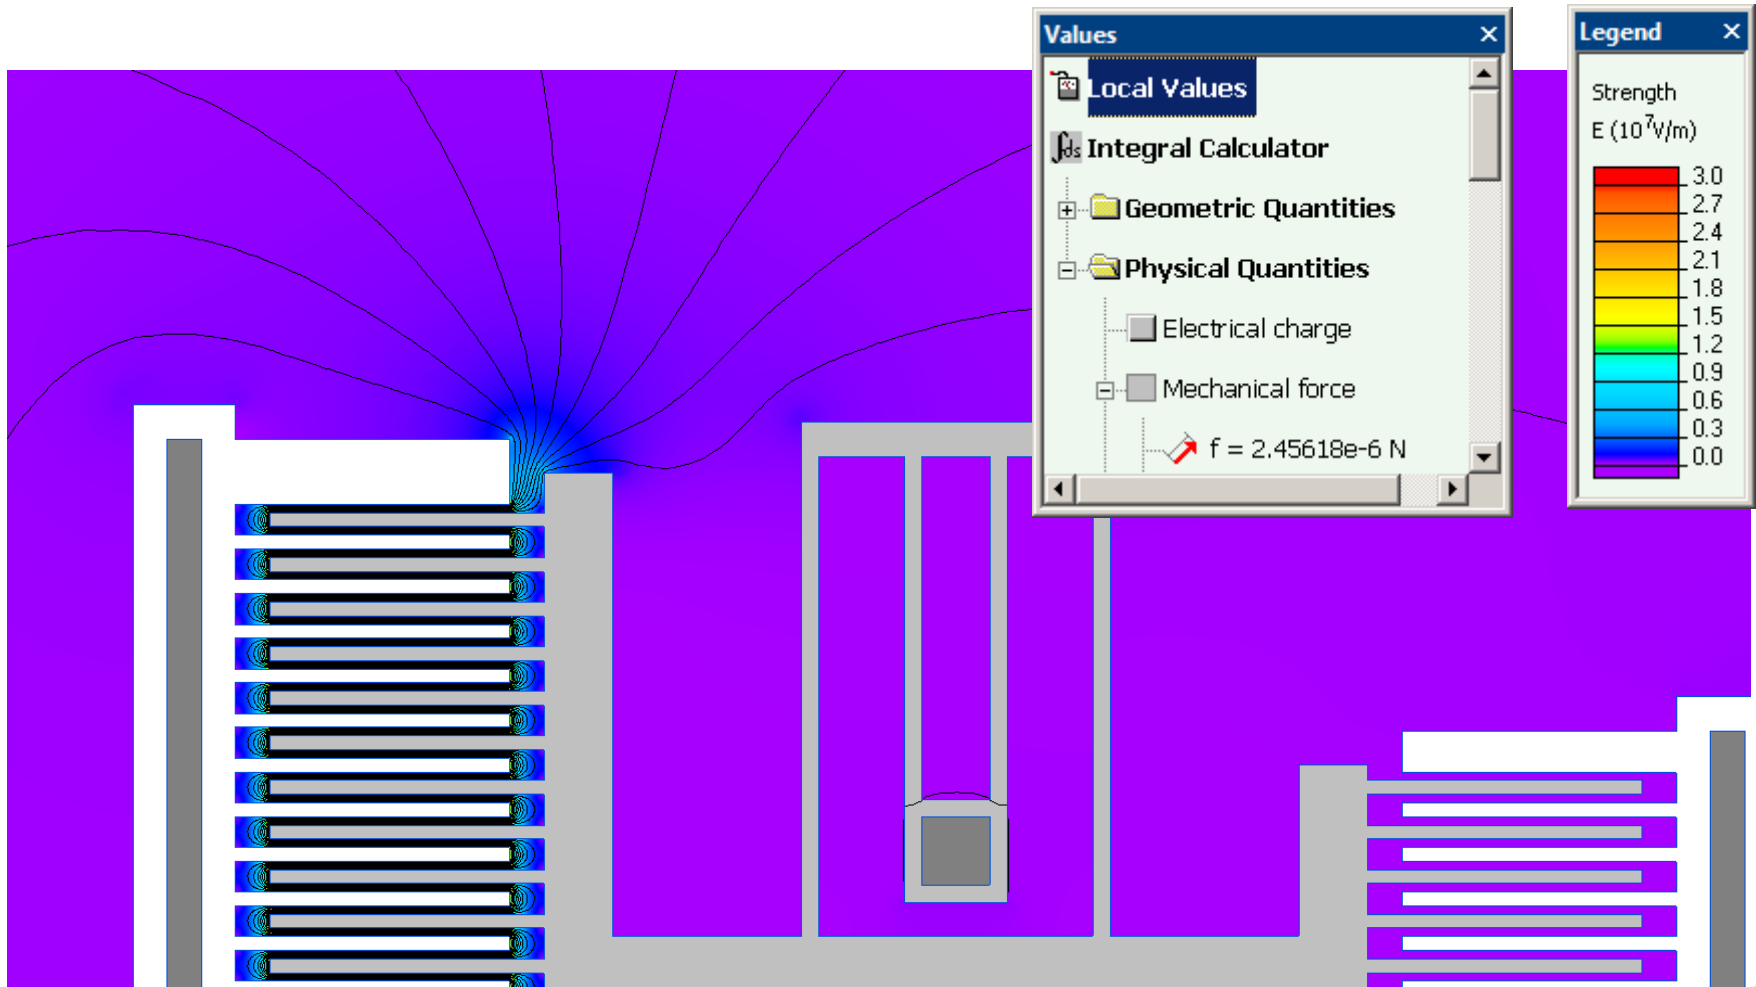 Values
Local Values
Integral Calculator
Geometric Quantities
Physical Quantities
Electrical charge
Mechanical force
f = 2.45618e-6 N
Legend
Strength
E (10⁷V/m)
3.0
2.7
2.4
2.1
1.8
1.5
1.2
0.9
0.6
0.3
0.0